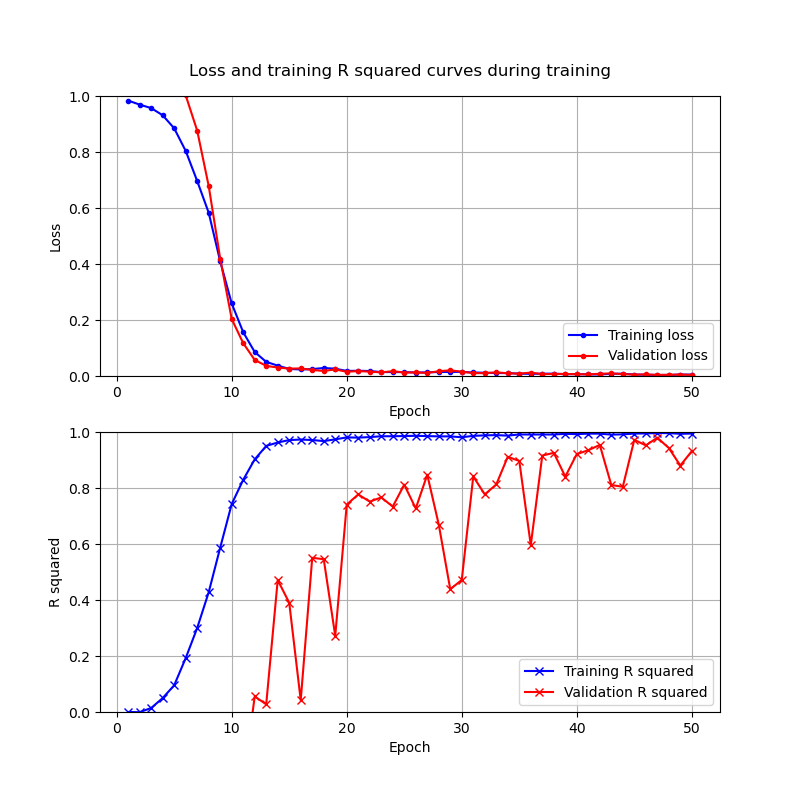 Loss and training R squared curves during training
1.0
0.8
0.6
0.4
0.2
0.0
Loss
Training loss
Validation loss
0 10 20 30 40 50
Epoch
1.0
0.8
0.6
0.4
0.2
0.0
R squared
Training R squared
Validation R squared
0 10 20 30 40 50
Epoch